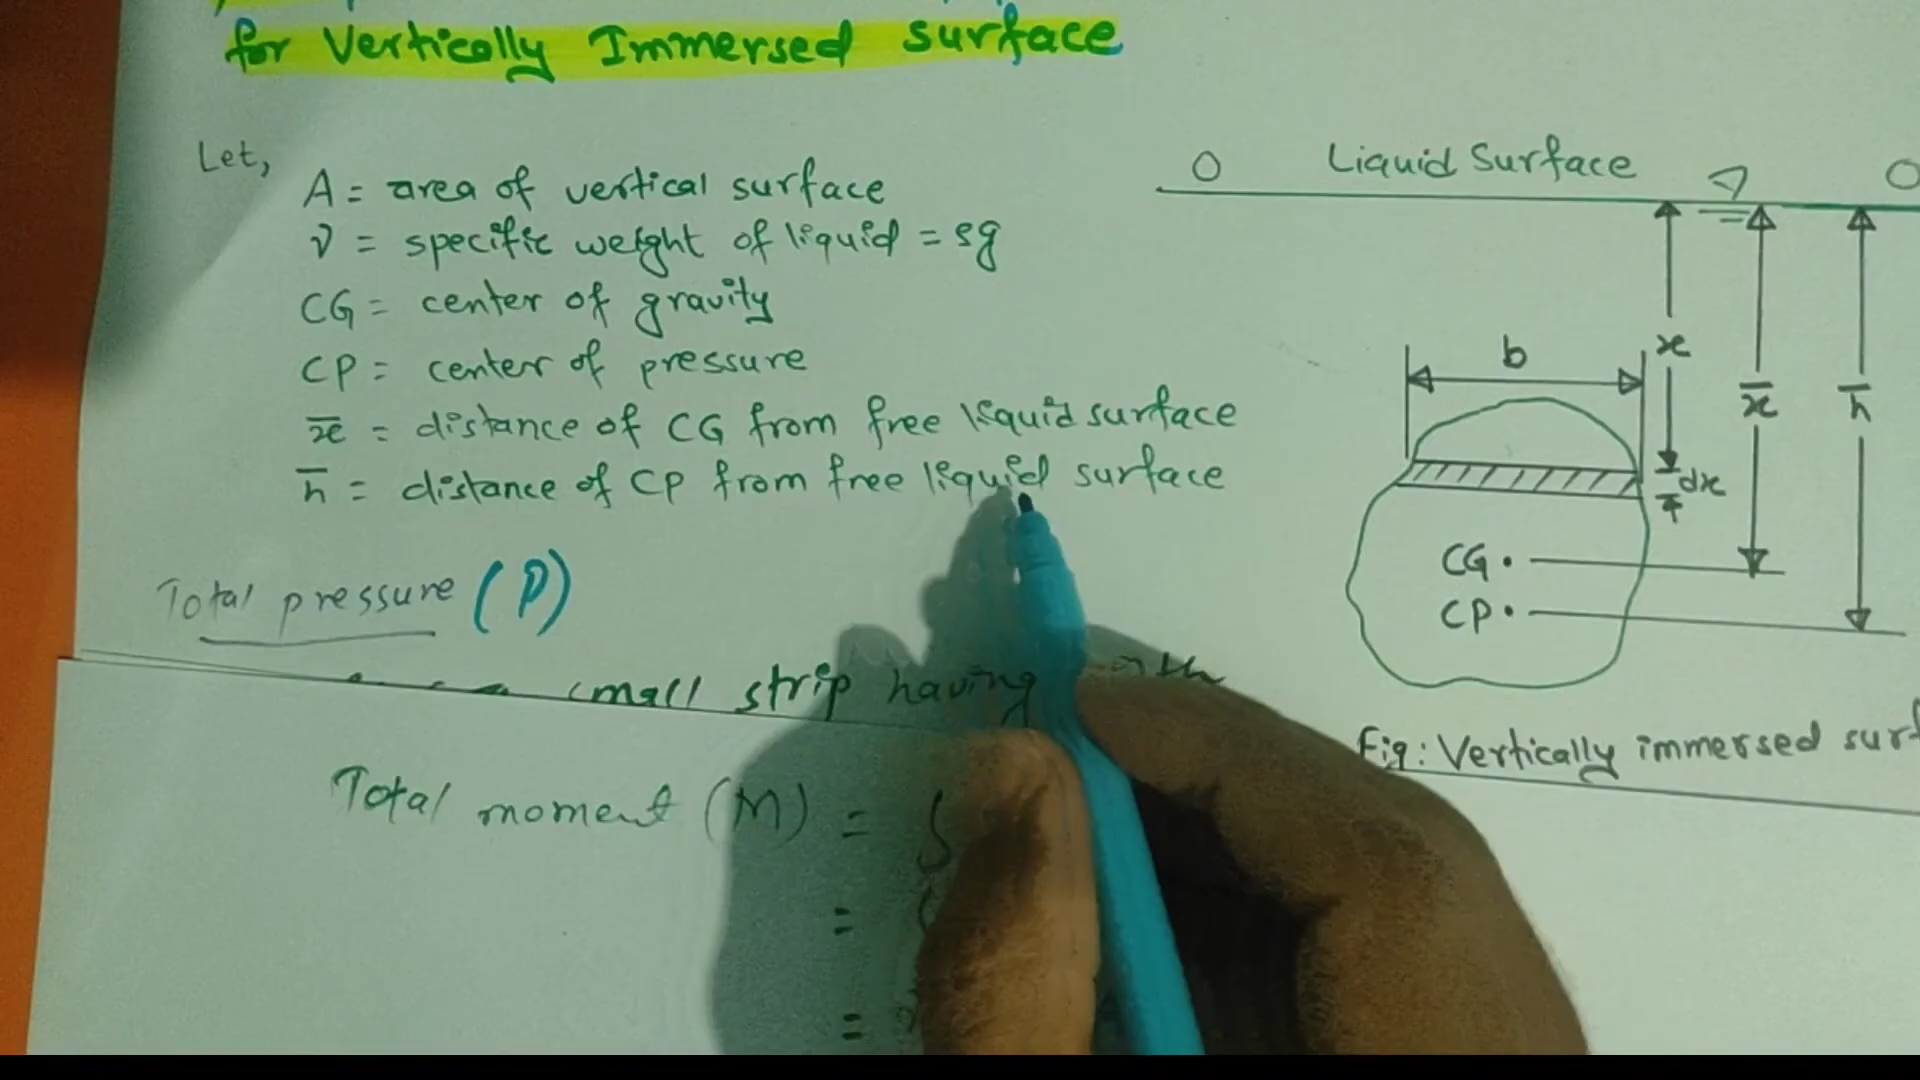 for Vertically Immersed surface
Let,
A = area of vertical surface
γ = specific weight of liquid = ρg
CG = center of gravity
CP = center of pressure
x̅ = distance of CG from free liquid surface
h̅ = distance of CP from free liquid surface
Total pressure (P)
small strip having
Total moment (M) = ∫
=
=
O Liquid Surface O
x
b
x̅
h̅
dx
CG
CP
Fig: Vertically immersed